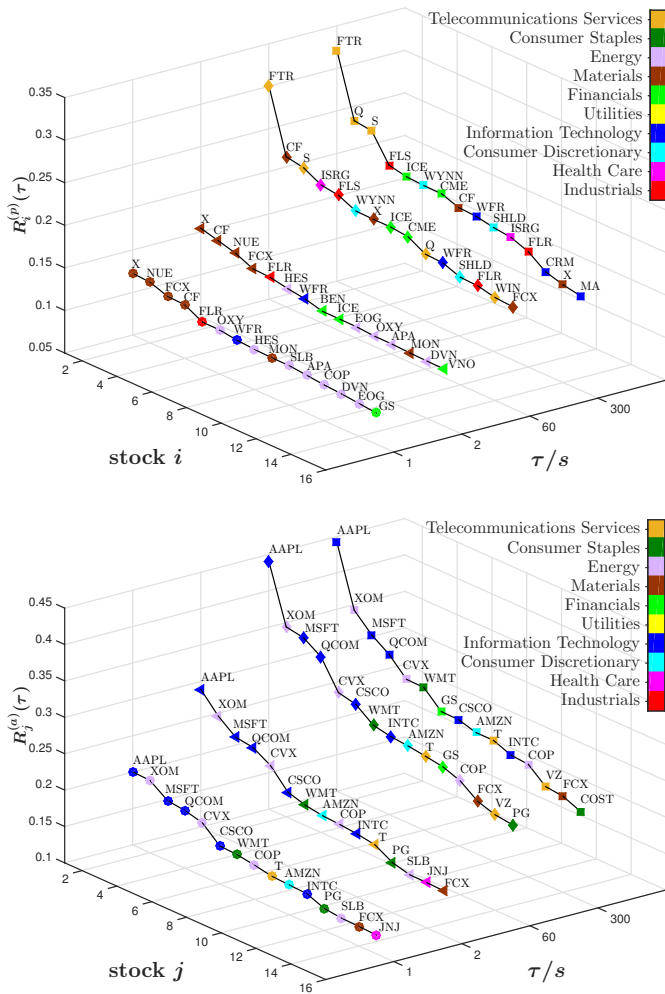 Telecommunications Services
Consumer Staples
Energy
Materials
Financials
Utilities
Information Technology
Consumer Discretionary
Health Care
Industrials
R_i^(p)(τ)
0.35
0.3
0.25
0.2
0.15
0.1
0.05
FTR Q S FLS ICE WYNN CME CF WFR SHLD ISRG FLR CRM X MA
FTR CF S ISRG FLS WYNN X ICE CME Q WFR SHLD FLR WIN FCX
X CF NUE FCX FLR HES WFR BEN ICE EOG OXY APA MON DVN VNO
X NUE FCX CF FLR OXY WFR HES MON SLB APA COP DVN EOG GS
2 4 6 8 10 12 14 16
stock i
1 2 60 300
τ/s
Telecommunications Services
Consumer Staples
Energy
Materials
Financials
Utilities
Information Technology
Consumer Discretionary
Health Care
Industrials
R_j^(a)(τ)
0.45
0.4
0.35
0.3
0.25
0.2
0.15
0.1
AAPL XOM MSFT QCOM CVX WMT GS CSCO AMZN T INTC COP VZ FCX COST
AAPL XOM MSFT QCOM CVX CSCO WMT INTC AMZN T GS COP FCX VZ PG
AAPL XOM MSFT QCOM CVX CSCO WMT AMZN COP INTC T PG SLB JNJ FCX
AAPL XOM MSFT QCOM CVX CSCO WMT COP T AMZN INTC PG SLB FCX JNJ
2 4 6 8 10 12 14 16
stock j
1 2 60 300
τ/s